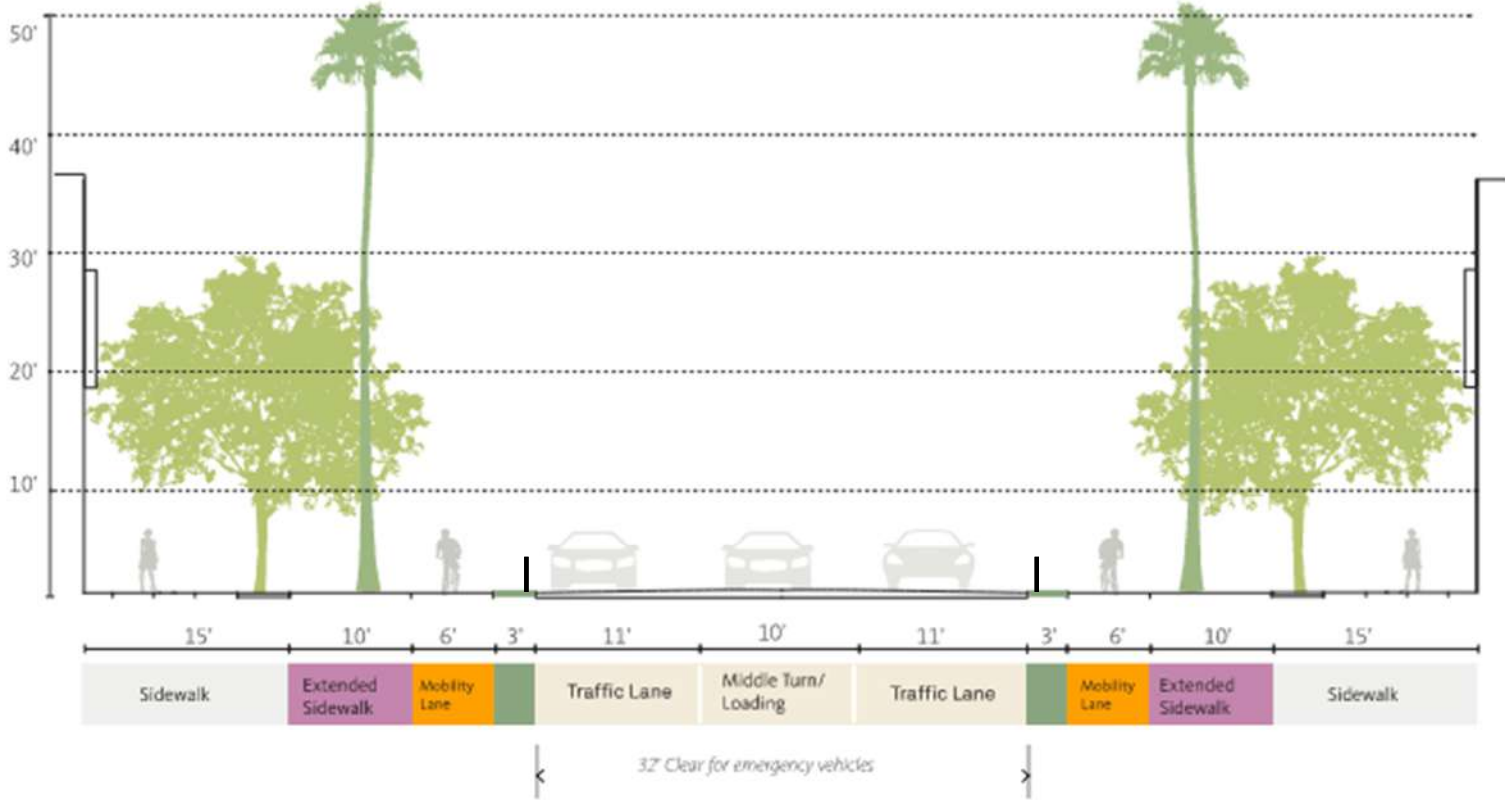 50'
40'
30'
20'
10'
15' 10' 6' 3' 11' 10' 11' 3' 6' 10' 15'
Sidewalk
Extended
Sidewalk
Mobility
Lane
Traffic Lane
Middle Turn/
Loading
Traffic Lane
Mobility
Lane
Extended
Sidewalk
Sidewalk
32' Clear for emergency vehicles